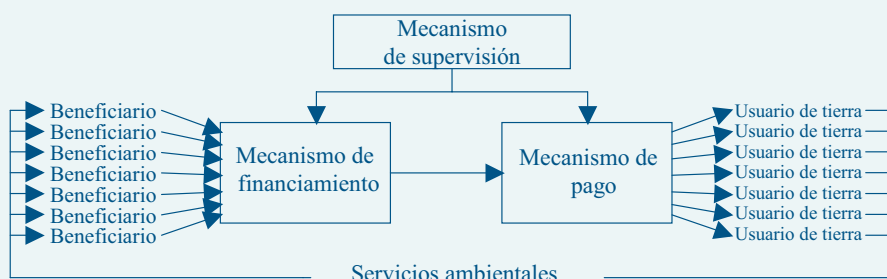 Mecanismo
de supervisión
Beneficiario
Beneficiario
Beneficiario
Beneficiario
Beneficiario
Beneficiario
Beneficiario
Mecanismo de
financiamiento
Mecanismo de
pago
Usuario de tierra
Usuario de tierra
Usuario de tierra
Usuario de tierra
Usuario de tierra
Usuario de tierra
Usuario de tierra
Servicios ambientales